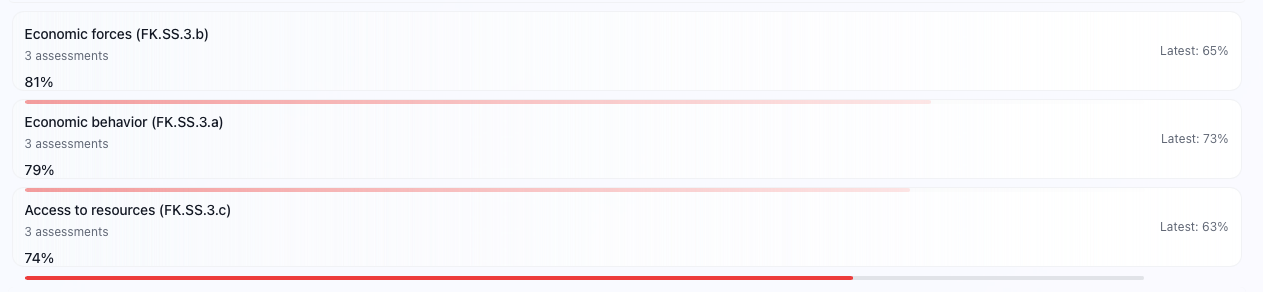 Economic forces (FK.SS.3.b)
3 assessments
Latest: 65%
81%
Economic behavior (FK.SS.3.a)
3 assessments
Latest: 73%
79%
Access to resources (FK.SS.3.c)
3 assessments
Latest: 63%
74%